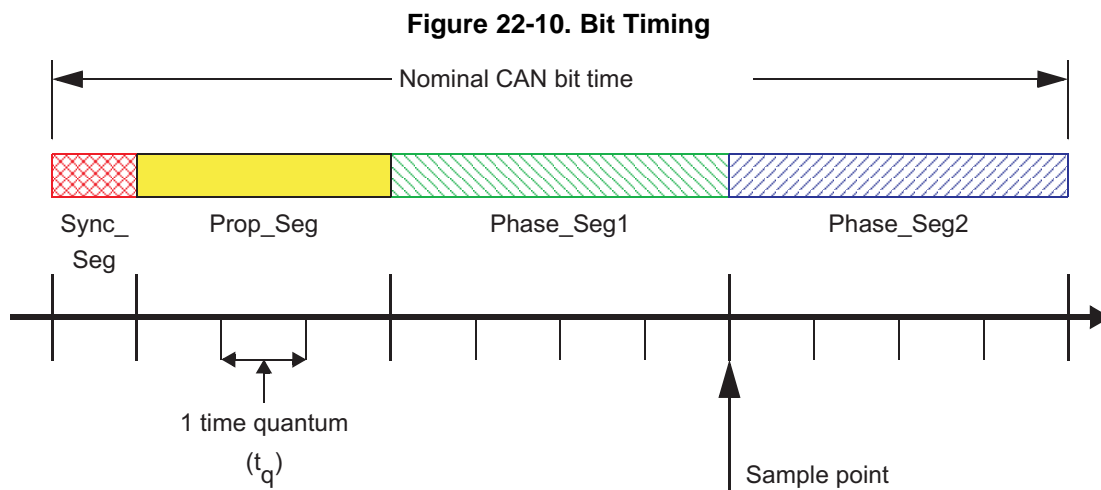 Figure 22-10. Bit Timing
Nominal CAN bit time
Sync_
Seg
Prop_Seg
Phase_Seg1
Phase_Seg2
1 time quantum
(t_q)
Sample point